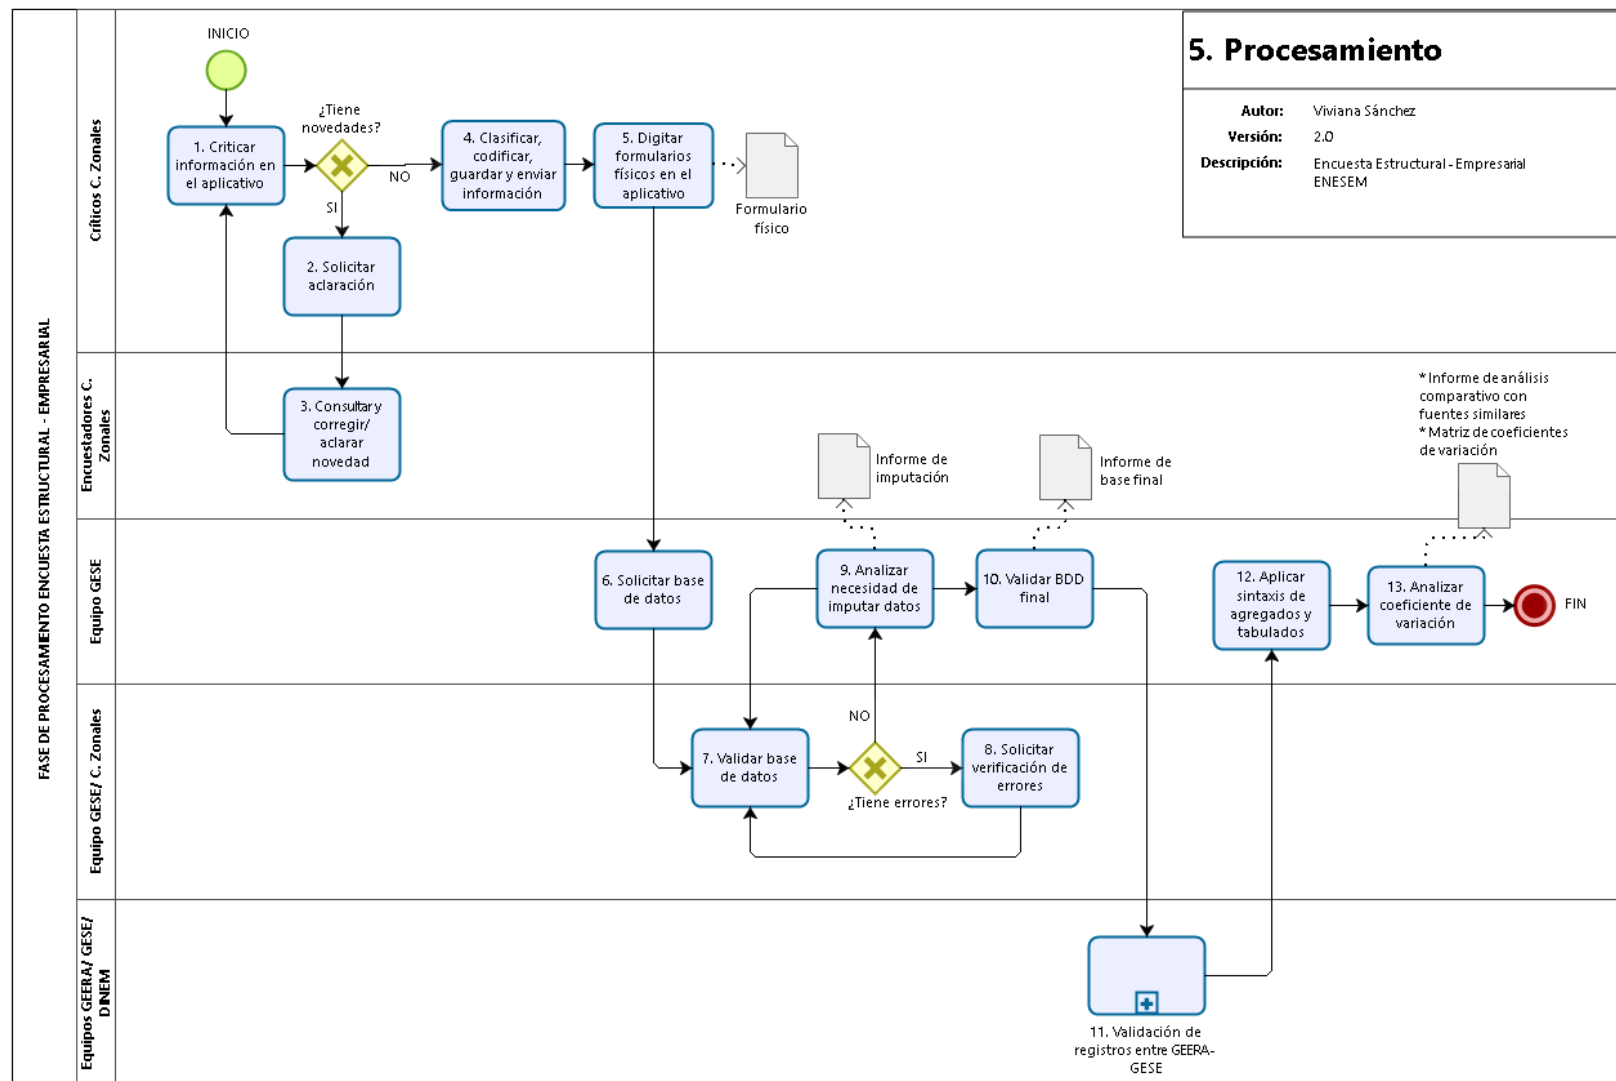 INICIO
5. Procesamiento
Autor: Viviana Sánchez
Versión: 2.0
Descripción: Encuesta Estructural - Empresarial
ENESEM
FASE DE PROCESAMIENTO ENCUESTA ESTRUCTURAL - EMPRESARIAL
Críticos C. Zonales
1. Criticar
información en
el aplicativo
¿Tiene
novedades?
NO
SI
4. Clasificar,
codificar,
guardar y enviar
información
5. Digitar
formularios
físicos en el
aplicativo
Formulario
físico
2. Solicitar
aclaración
Encuestadores C.
Zonales
3. Consultar y
corregir/
aclarar
novedad
Informe de
imputación
Informe de
base final
* Informe de análisis
comparativo con
fuentes similares
* Matriz de coeficientes
de variación
Equipo GESE
6. Solicitar base
de datos
9. Analizar
necesidad de
imputar datos
10. Validar BDD
final
12. Aplicar
sintaxis de
agregados y
tabulados
13. Analizar
coeficiente de
variación
FIN
Equipo GESE/ C. Zonales
7. Validar base
de datos
NO
SI
¿Tiene errores?
8. Solicitar
verificación de
errores
Equipos GEERA/ GESE/
DINEM
11. Validación de
registros entre GEERA-
GESE